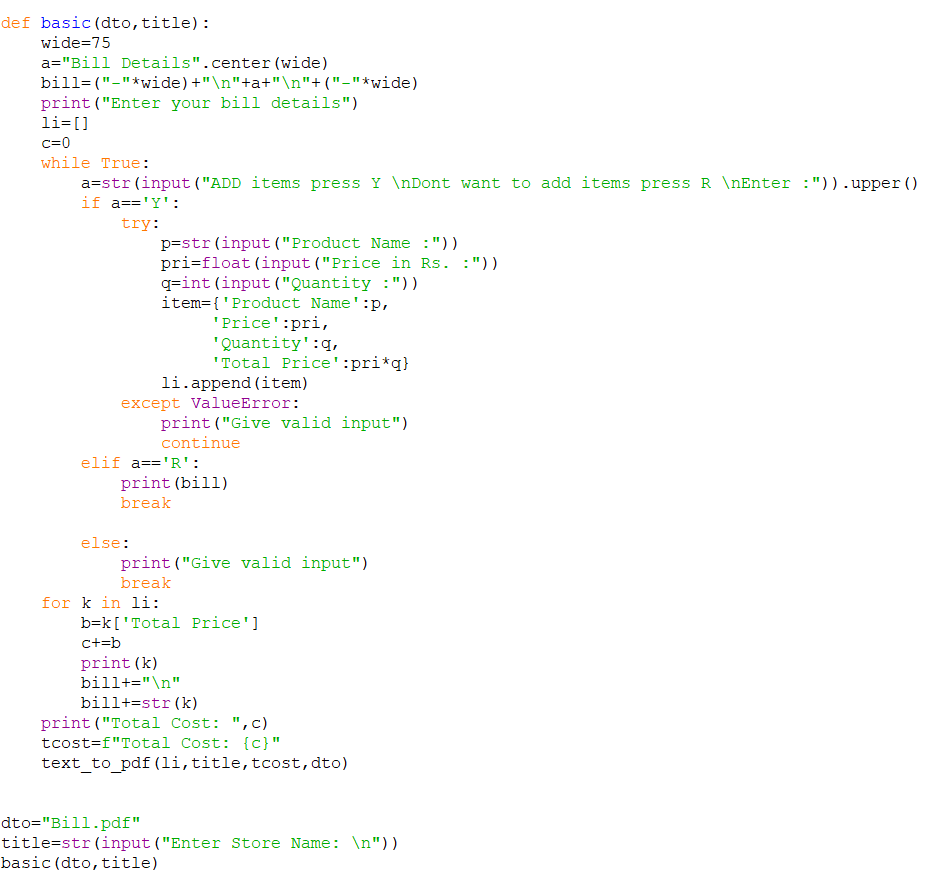 def basic(dto,title):
    wide=75
    a="Bill Details".center(wide)
    bill=("-"*wide)+"\n"+a+"\n"+("-"*wide)
    print("Enter your bill details")
    li=[]
    c=0
    while True:
        a=str(input("ADD items press Y \nDont want to add items press R \nEnter :")).upper()
        if a=='Y':
            try:
                p=str(input("Product Name :"))
                pri=float(input("Price in Rs. :"))
                q=int(input("Quantity :"))
                item={'Product Name':p,
                     'Price':pri,
                     'Quantity':q,
                     'Total Price':pri*q}
                li.append(item)
            except ValueError:
                print("Give valid input")
                continue
        elif a=='R':
            print(bill)
            break

        else:
            print("Give valid input")
            break
    for k in li:
        b=k['Total Price']
        c+=b
        print(k)
        bill+="\n"
        bill+=str(k)
    print("Total Cost: ",c)
    tcost=f"Total Cost: {c}"
    text_to_pdf(li,title,tcost,dto)


dto="Bill.pdf"
title=str(input("Enter Store Name: \n"))
basic(dto,title)